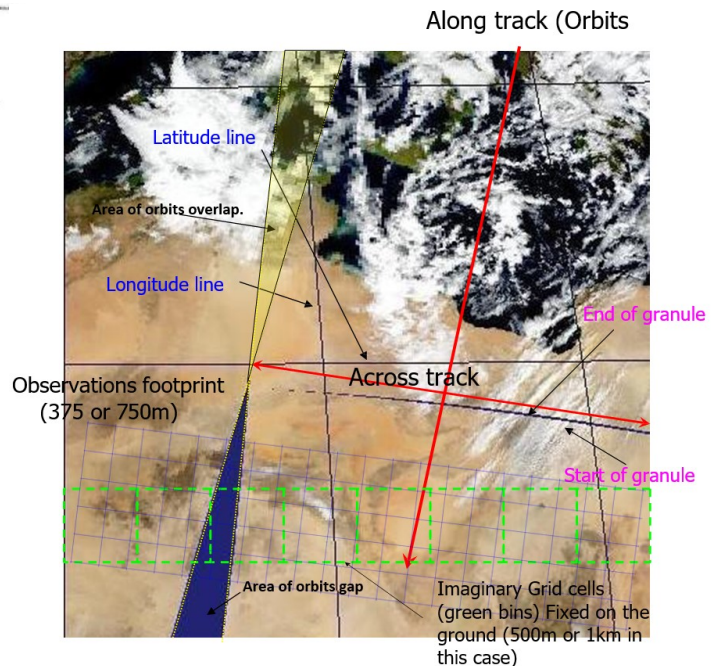 Along track (Orbits
Latitude line
Area of orbits overlap.
Longitude line
End of granule
Across track
Observations footprint
(375 or 750m)
Start of granule
Area of orbits gap
Imaginary Grid cells
(green bins) Fixed on the
ground (500m or 1km in
this case)